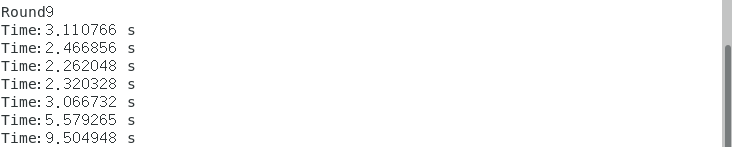 Round9
Time:3.110766 s
Time:2.466856 s
Time:2.262048 s
Time:2.320328 s
Time:3.066732 s
Time:5.579265 s
Time:9.504948 s